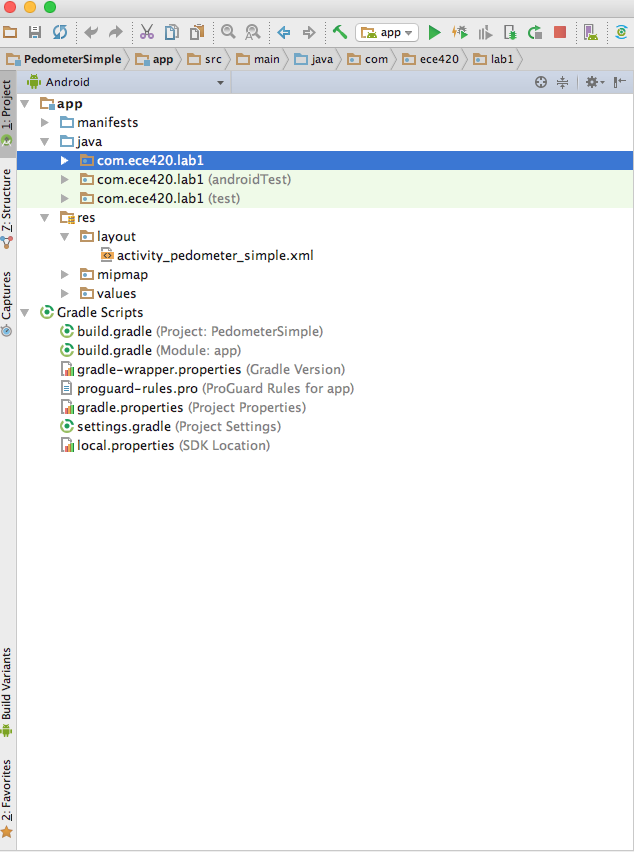 app
PedometerSimple app src main java com ece420 lab1
1: Project
Android
app
manifests
java
com.ece420.lab1
com.ece420.lab1 (androidTest)
com.ece420.lab1 (test)
res
layout
activity_pedometer_simple.xml
mipmap
values
Gradle Scripts
build.gradle (Project: PedometerSimple)
build.gradle (Module: app)
gradle-wrapper.properties (Gradle Version)
proguard-rules.pro (ProGuard Rules for app)
gradle.properties (Project Properties)
settings.gradle (Project Settings)
local.properties (SDK Location)
Z: Structure
Captures
Build Variants
2: Favorites